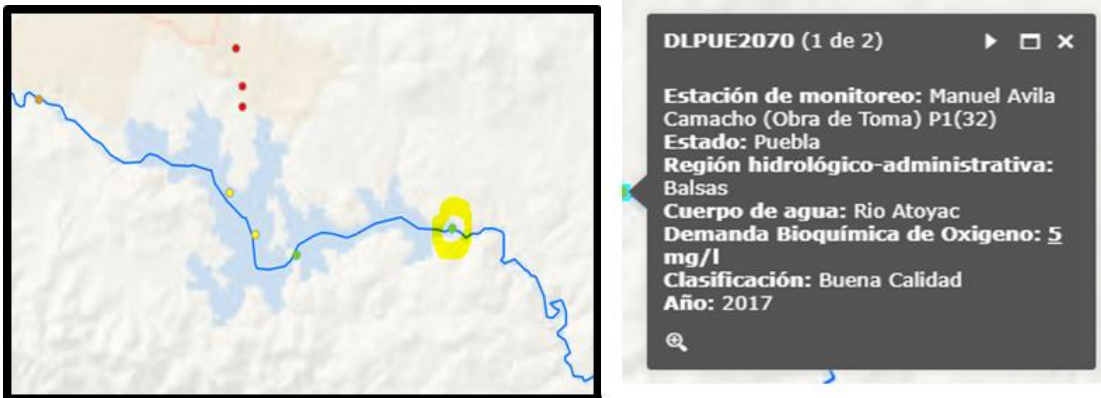 DLPUE2070 (1 de 2)
Estación de monitoreo: Manuel Avila
Camacho (Obra de Toma) P1(32)
Estado: Puebla
Región hidrológico-administrativa:
Balsas
Cuerpo de agua: Rio Atoyac
Demanda Bioquímica de Oxigeno: 5
mg/l
Clasificación: Buena Calidad
Año: 2017